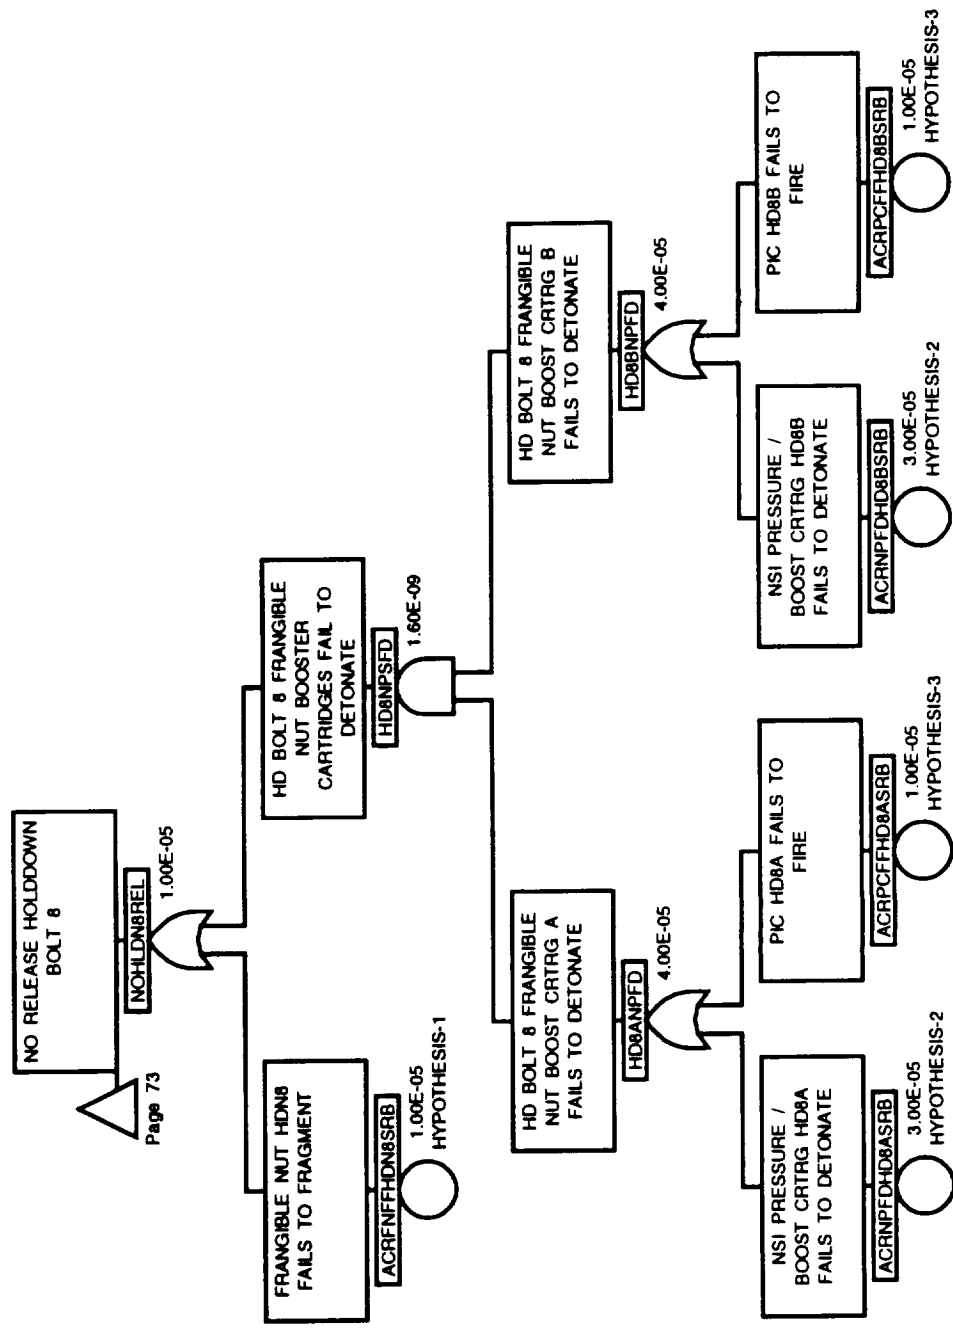 NO RELEASE HOLDDOWN
BOLT 8
Page 73
NOHLDN8REL
1.00E-05
FRANGIBLE NUT HDN8
FAILS TO FRAGMENT
ACRFNFFHDN8SRB
1.00E-05
HYPOTHESIS-1
HD BOLT 8 FRANGIBLE
NUT BOOSTER
CARTRIDGES FAIL TO
DETONATE
HD8NPSFD
1.60E-09
HD BOLT 8 FRANGIBLE
NUT BOOST CRTRG A
FAILS TO DETONATE
HD8ANPFD
4.00E-05
HD BOLT 8 FRANGIBLE
NUT BOOST CRTRG B
FAILS TO DETONATE
HD8BNPFD
4.00E-05
NSI PRESSURE /
BOOST CRTRG HD8A
FAILS TO DETONATE
ACRNPFDHD8ASRB
3.00E-05
HYPOTHESIS-2
PIC HD8A FAILS TO
FIRE
ACRPCFFHD8ASRB
1.00E-05
HYPOTHESIS-3
NSI PRESSURE /
BOOST CRTRG HD8B
FAILS TO DETONATE
ACRNPFDHD8BSRB
3.00E-05
HYPOTHESIS-2
PIC HD8B FAILS TO
FIRE
ACRPCFFHD8BSRB
1.00E-05
HYPOTHESIS-3